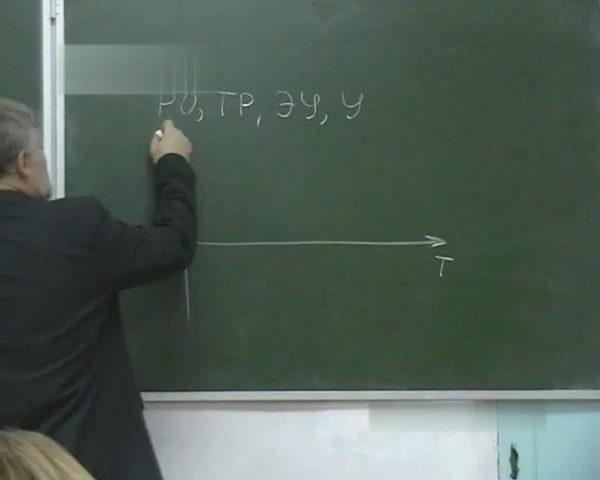 РО, ТР, ЭУ, У
Т